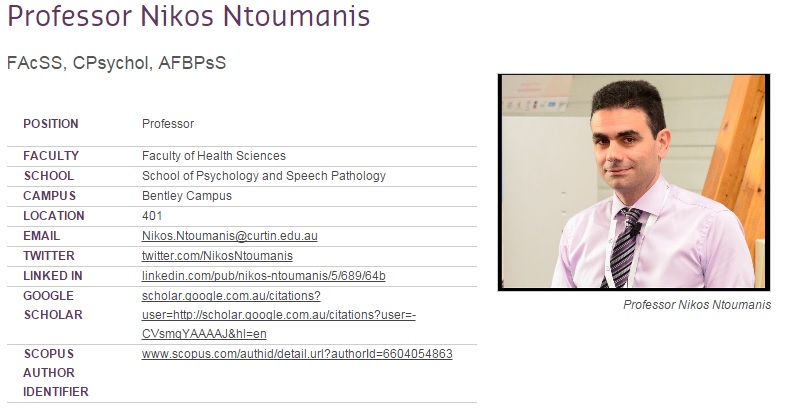 Professor Nikos Ntoumanis
FAcSS, CPsychol, AFBPsS
POSITION Professor
FACULTY Faculty of Health Sciences
SCHOOL School of Psychology and Speech Pathology
CAMPUS Bentley Campus
LOCATION 401
EMAIL Nikos.Ntoumanis@curtin.edu.au
TWITTER twitter.com/NikosNtoumanis
LINKED IN linkedin.com/pub/nikos-ntoumanis/5/689/64b
GOOGLE scholar.google.com.au/citations?
SCHOLAR user=http://scholar.google.com.au/citations?user=-
CVsmqYAAAAJ&hl=en
SCOPUS www.scopus.com/authid/detail.url?authorId=6604054863
AUTHOR
IDENTIFIER
Professor Nikos Ntoumanis